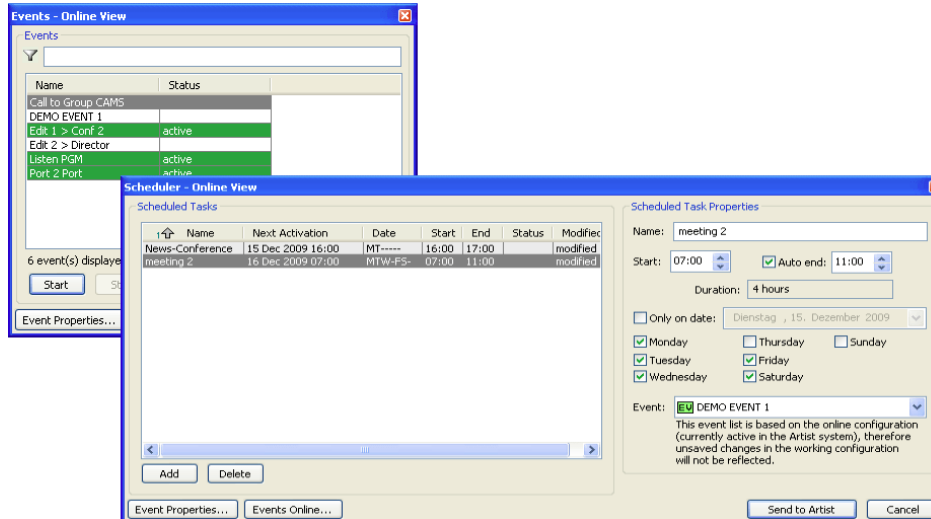 Events - Online View
Events
Name Status
Call to Group CAMS
DEMO EVENT 1
Edit 1 > Conf 2 active
Edit 2 > Director
Listen PGM active
Port 2 Port active
6 event(s) displaye
Start St
Event Properties...
Scheduler - Online View
Scheduled Tasks
1 Name Next Activation Date Start End Status Modified
News-Conference 15 Dec 2009 16:00 MT----- 16:00 17:00 modified
meeting 2 16 Dec 2009 07:00 MTW-FS- 07:00 11:00 modified
Add Delete
Event Properties... Events Online...
Scheduled Task Properties
Name: meeting 2
Start: 07:00 Auto end: 11:00
Duration: 4 hours
Only on date: Dienstag , 15. Dezember 2009
Monday Thursday Sunday
Tuesday Friday
Wednesday Saturday
Event: EV DEMO EVENT 1
This event list is based on the online configuration
(currently active in the Artist system), therefore
unsaved changes in the working configuration
will not be reflected.
Send to Artist Cancel